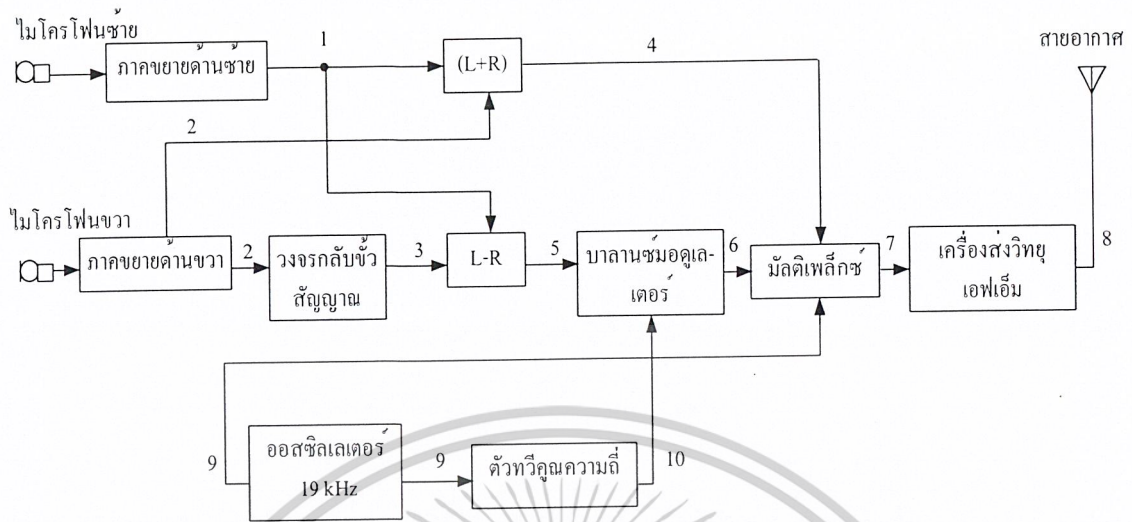 ไมโครโฟนซ้าย
ภาคขยายด้านซ้าย
1
(L+R)
4
สายอากาศ
2
ไมโครโฟนขวา
ภาคขยายด้านขวา
2
วงจรกลับขั้ว
สัญญาณ
3
L-R
5
บาลานซ์มอดูเล-
เตอร์
6
มัลติเพล็กซ์
7
เครื่องส่งวิทยุ
เอฟเอ็ม
8
9
ออสซิลเลเตอร์
19 kHz
9
ตัวทวีคูณความถี่
10